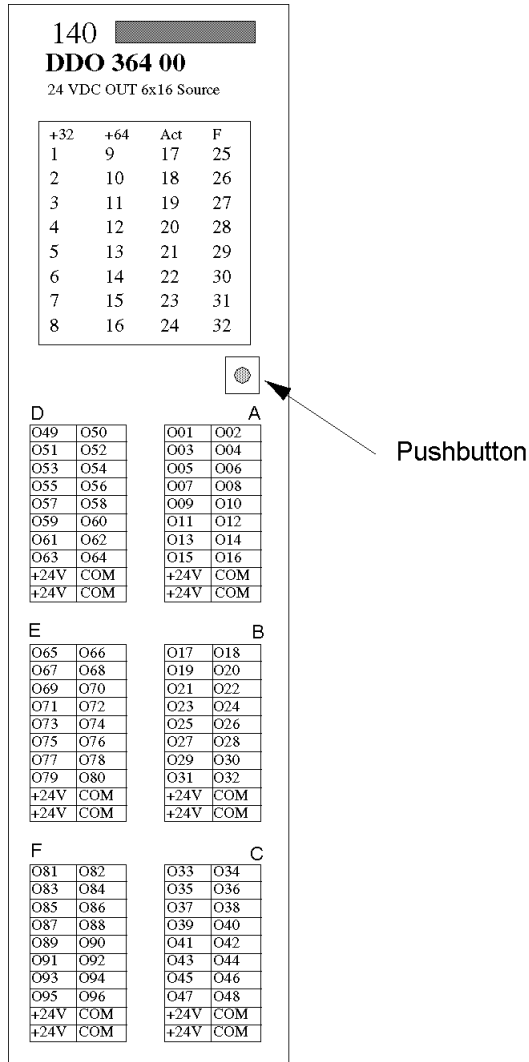 140
DDO 364 00
24 VDC OUT 6x16 Source
+32 +64 Act F
1 9 17 25
2 10 18 26
3 11 19 27
4 12 20 28
5 13 21 29
6 14 22 30
7 15 23 31
8 16 24 32
Pushbutton
D
O49 O50
O51 O52
O53 O54
O55 O56
O57 O58
O59 O60
O61 O62
O63 O64
+24V COM
+24V COM
A
O01 O02
O03 O04
O05 O06
O07 O08
O09 O10
O11 O12
O13 O14
O15 O16
+24V COM
+24V COM
E
O65 O66
O67 O68
O69 O70
O71 O72
O73 O74
O75 O76
O77 O78
O79 O80
+24V COM
+24V COM
B
O17 O18
O19 O20
O21 O22
O23 O24
O25 O26
O27 O28
O29 O30
O31 O32
+24V COM
+24V COM
F
O81 O82
O83 O84
O85 O86
O87 O88
O89 O90
O91 O92
O93 O94
O95 O96
+24V COM
+24V COM
C
O33 O34
O35 O36
O37 O38
O39 O40
O41 O42
O43 O44
O45 O46
O47 O48
+24V COM
+24V COM